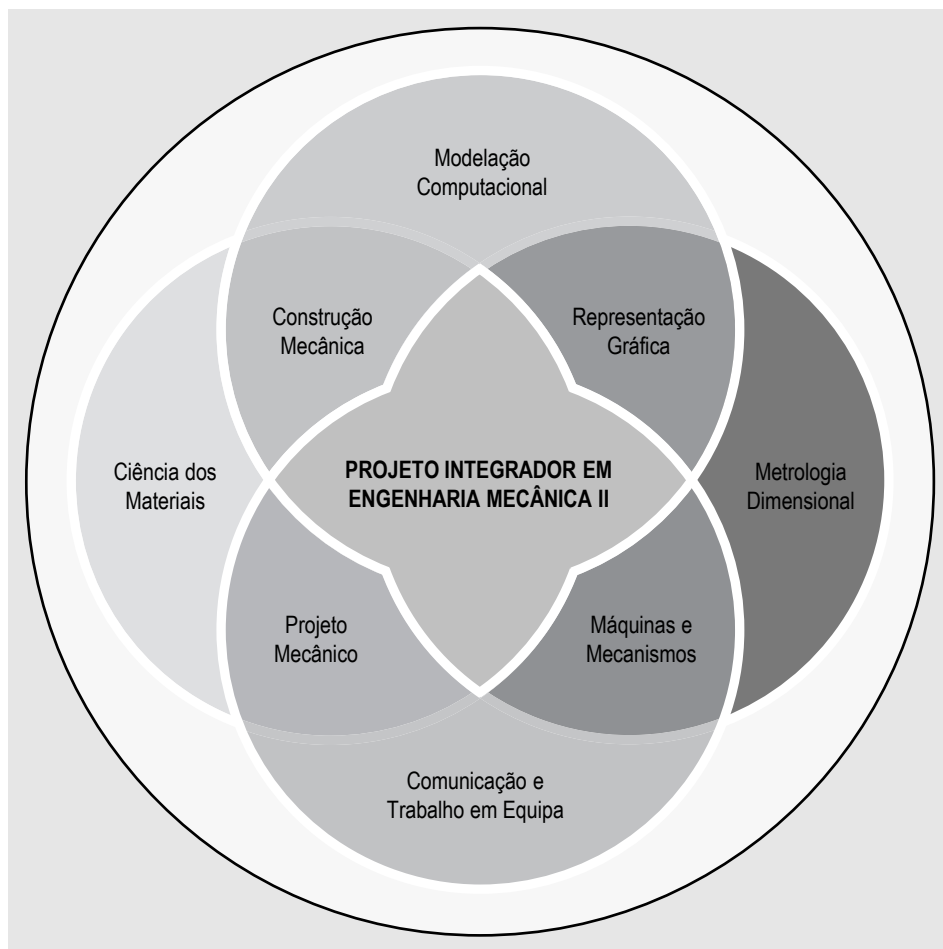 Modelação
Computacional
Construção
Mecânica
Representação
Gráfica
Ciência dos
Materiais
PROJETO INTEGRADOR EM
ENGENHARIA MECÂNICA II
Metrologia
Dimensional
Projeto
Mecânico
Máquinas e
Mecanismos
Comunicação e
Trabalho em Equipa